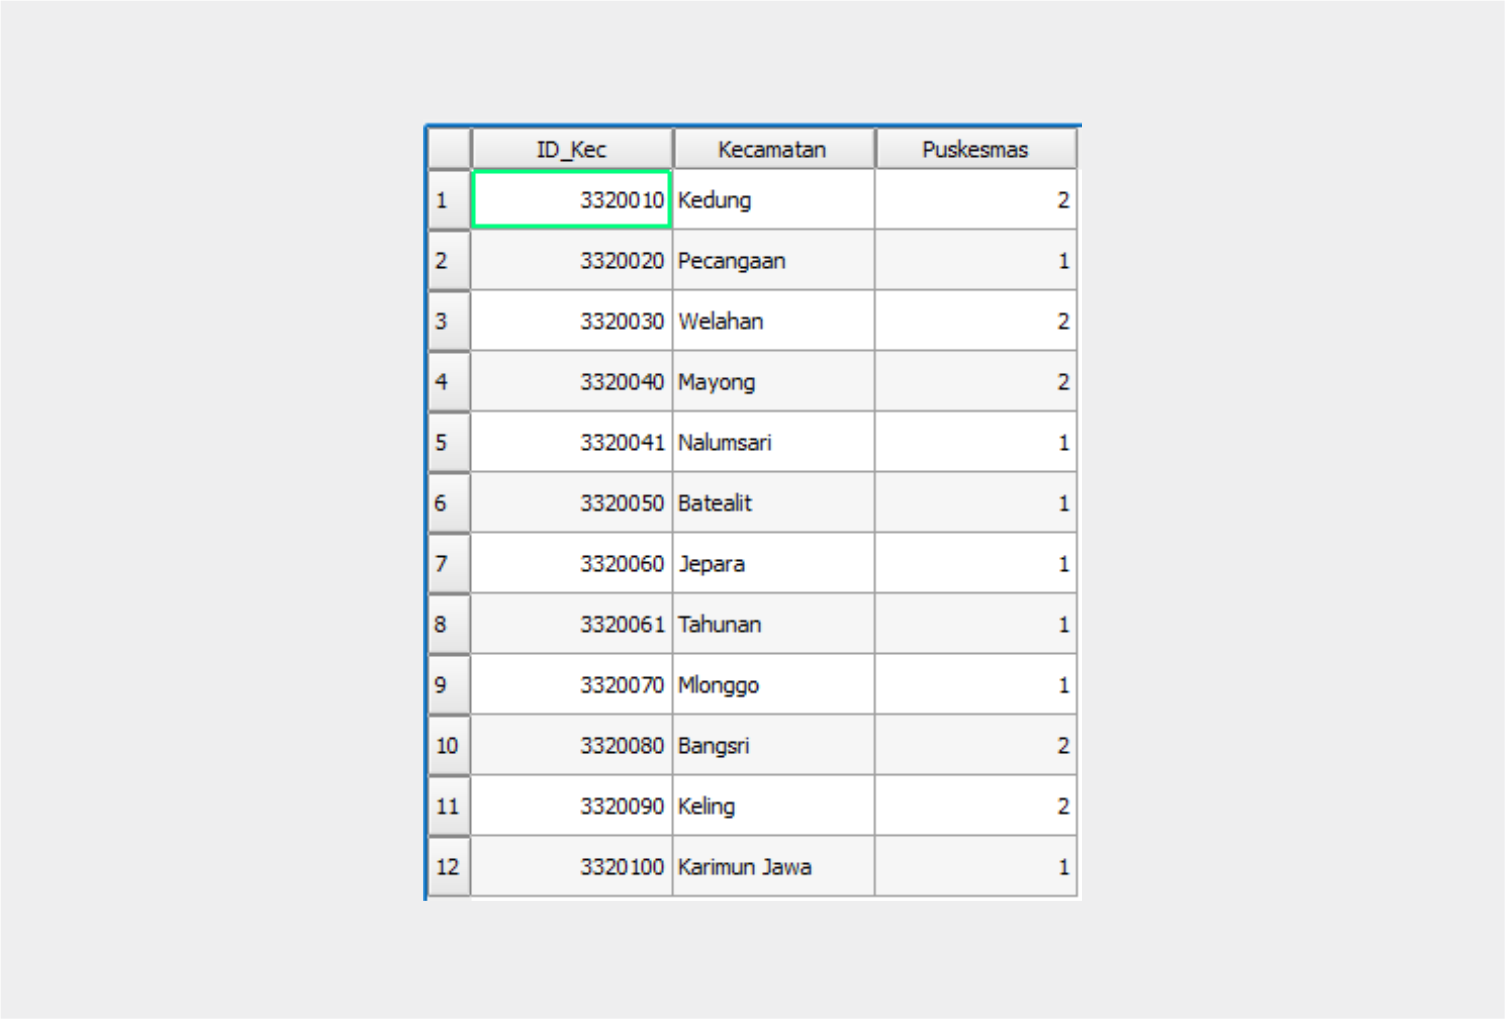 ID_Kec Kecamatan Puskesmas
1 3320010 Kedung 2
2 3320020 Pecangaan 1
3 3320030 Welahan 2
4 3320040 Mayong 2
5 3320041 Nalumsari 1
6 3320050 Batealit 1
7 3320060 Jepara 1
8 3320061 Tahunan 1
9 3320070 Mlonggo 1
10 3320080 Bangsri 2
11 3320090 Keling 2
12 3320100 Karimun Jawa 1